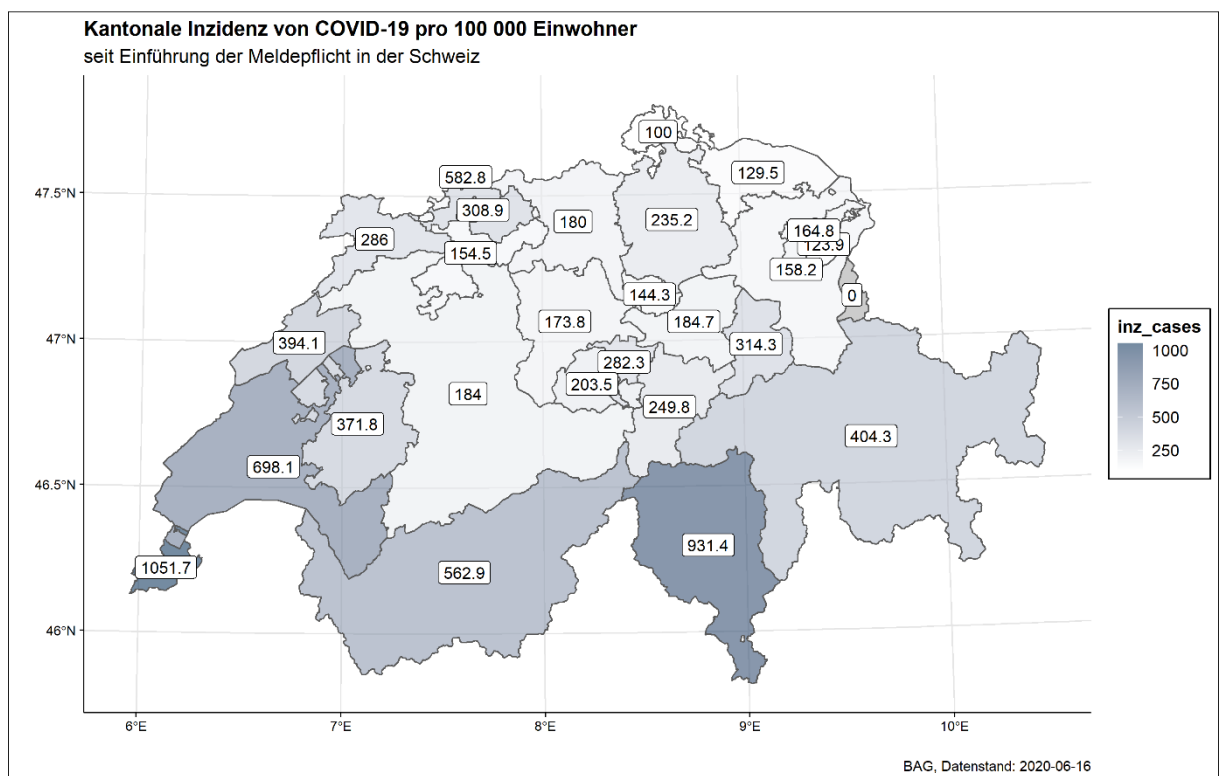 Kantonale Inzidenz von COVID-19 pro 100 000 Einwohner
seit Einführung der Meldepflicht in der Schweiz
47.5°N
47°N
46.5°N
46°N
100
129.5
582.8
308.9
180
235.2
164.8
123.9
286
154.5
158.2
144.3
0
173.8
184.7
394.1
314.3
282.3
203.5
184
249.8
371.8
404.3
698.1
931.4
1051.7
562.9
inz_cases
1000
750
500
250
6°E
7°E
8°E
9°E
10°E
BAG, Datenstand: 2020-06-16